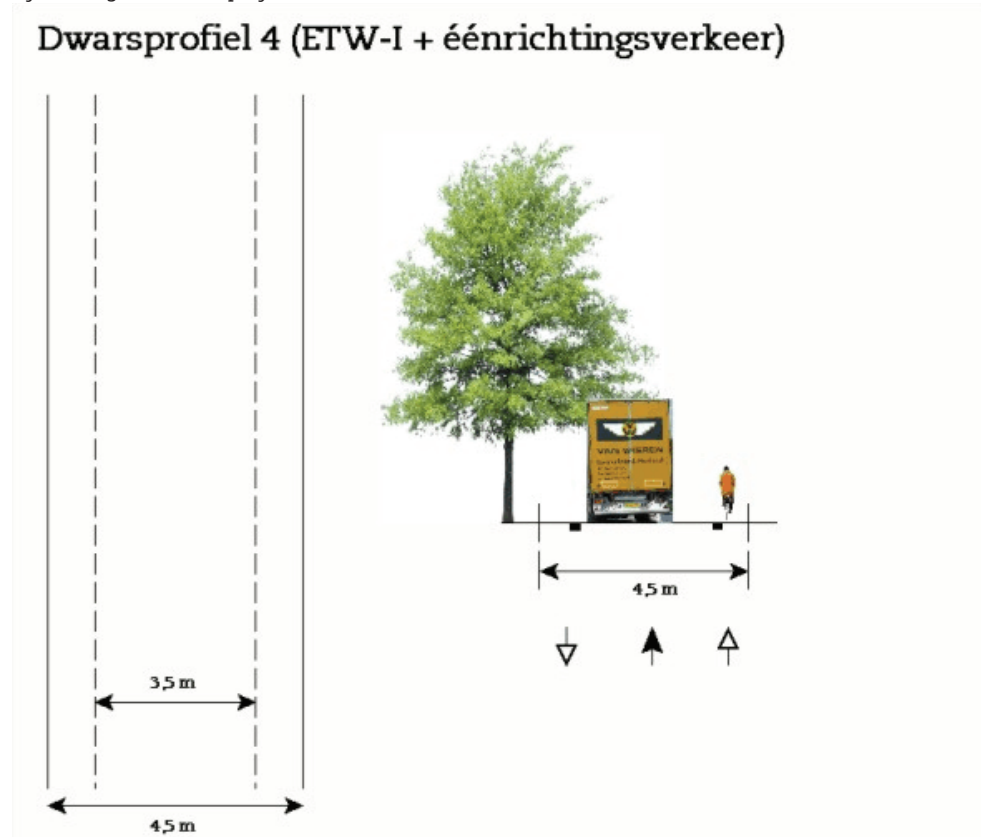 Dwarsprofiel 4 (ETW-I + éénrichtingsverkeer)
VAN WIEREN
4,5 m
3,5 m
4,5 m